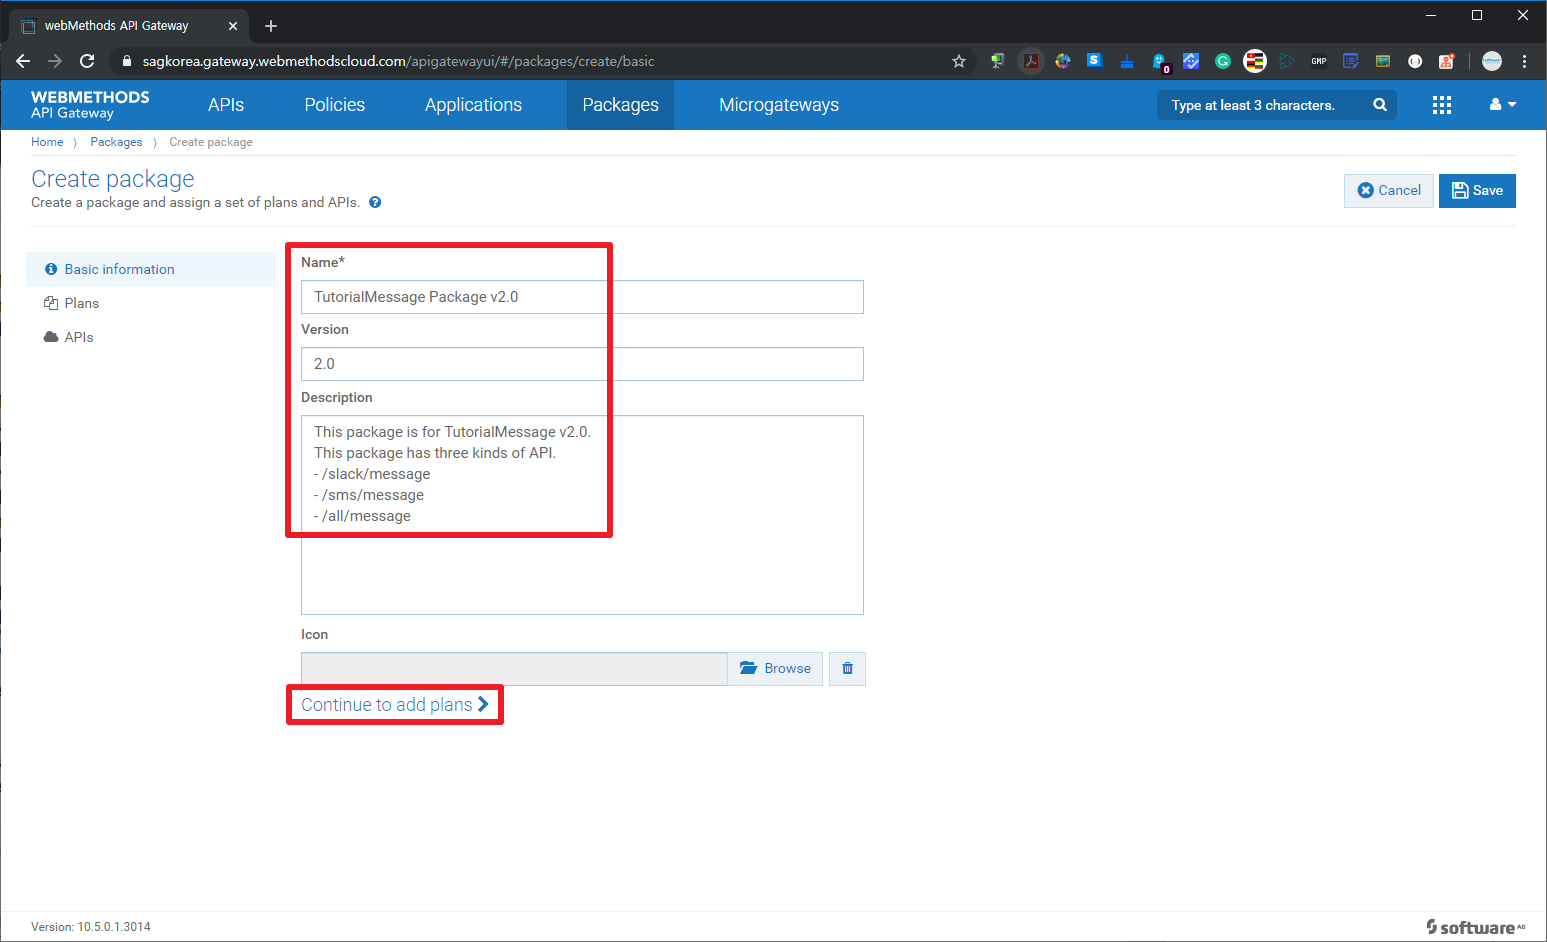 webMethods API Gateway
sagkorea.gateway.webmethodscloud.com/apigatewayui/#/packages/create/basic
S
0
G
GMP
WEBMETHODS
API Gateway
APIs
Policies
Applications
Packages
Microgateways
Type at least 3 characters.
Home
Packages
Create package
Create package
Create a package and assign a set of plans and APIs.
Cancel
Save
Basic information
Plans
APIs
Name*
TutorialMessage Package v2.0
Version
2.0
Description
This package is for TutorialMessage v2.0.
This package has three kinds of API.
- /slack/message
- /sms/message
- /all/message
Icon
Browse
Continue to add plans
Version: 10.5.0.1.3014
software AG